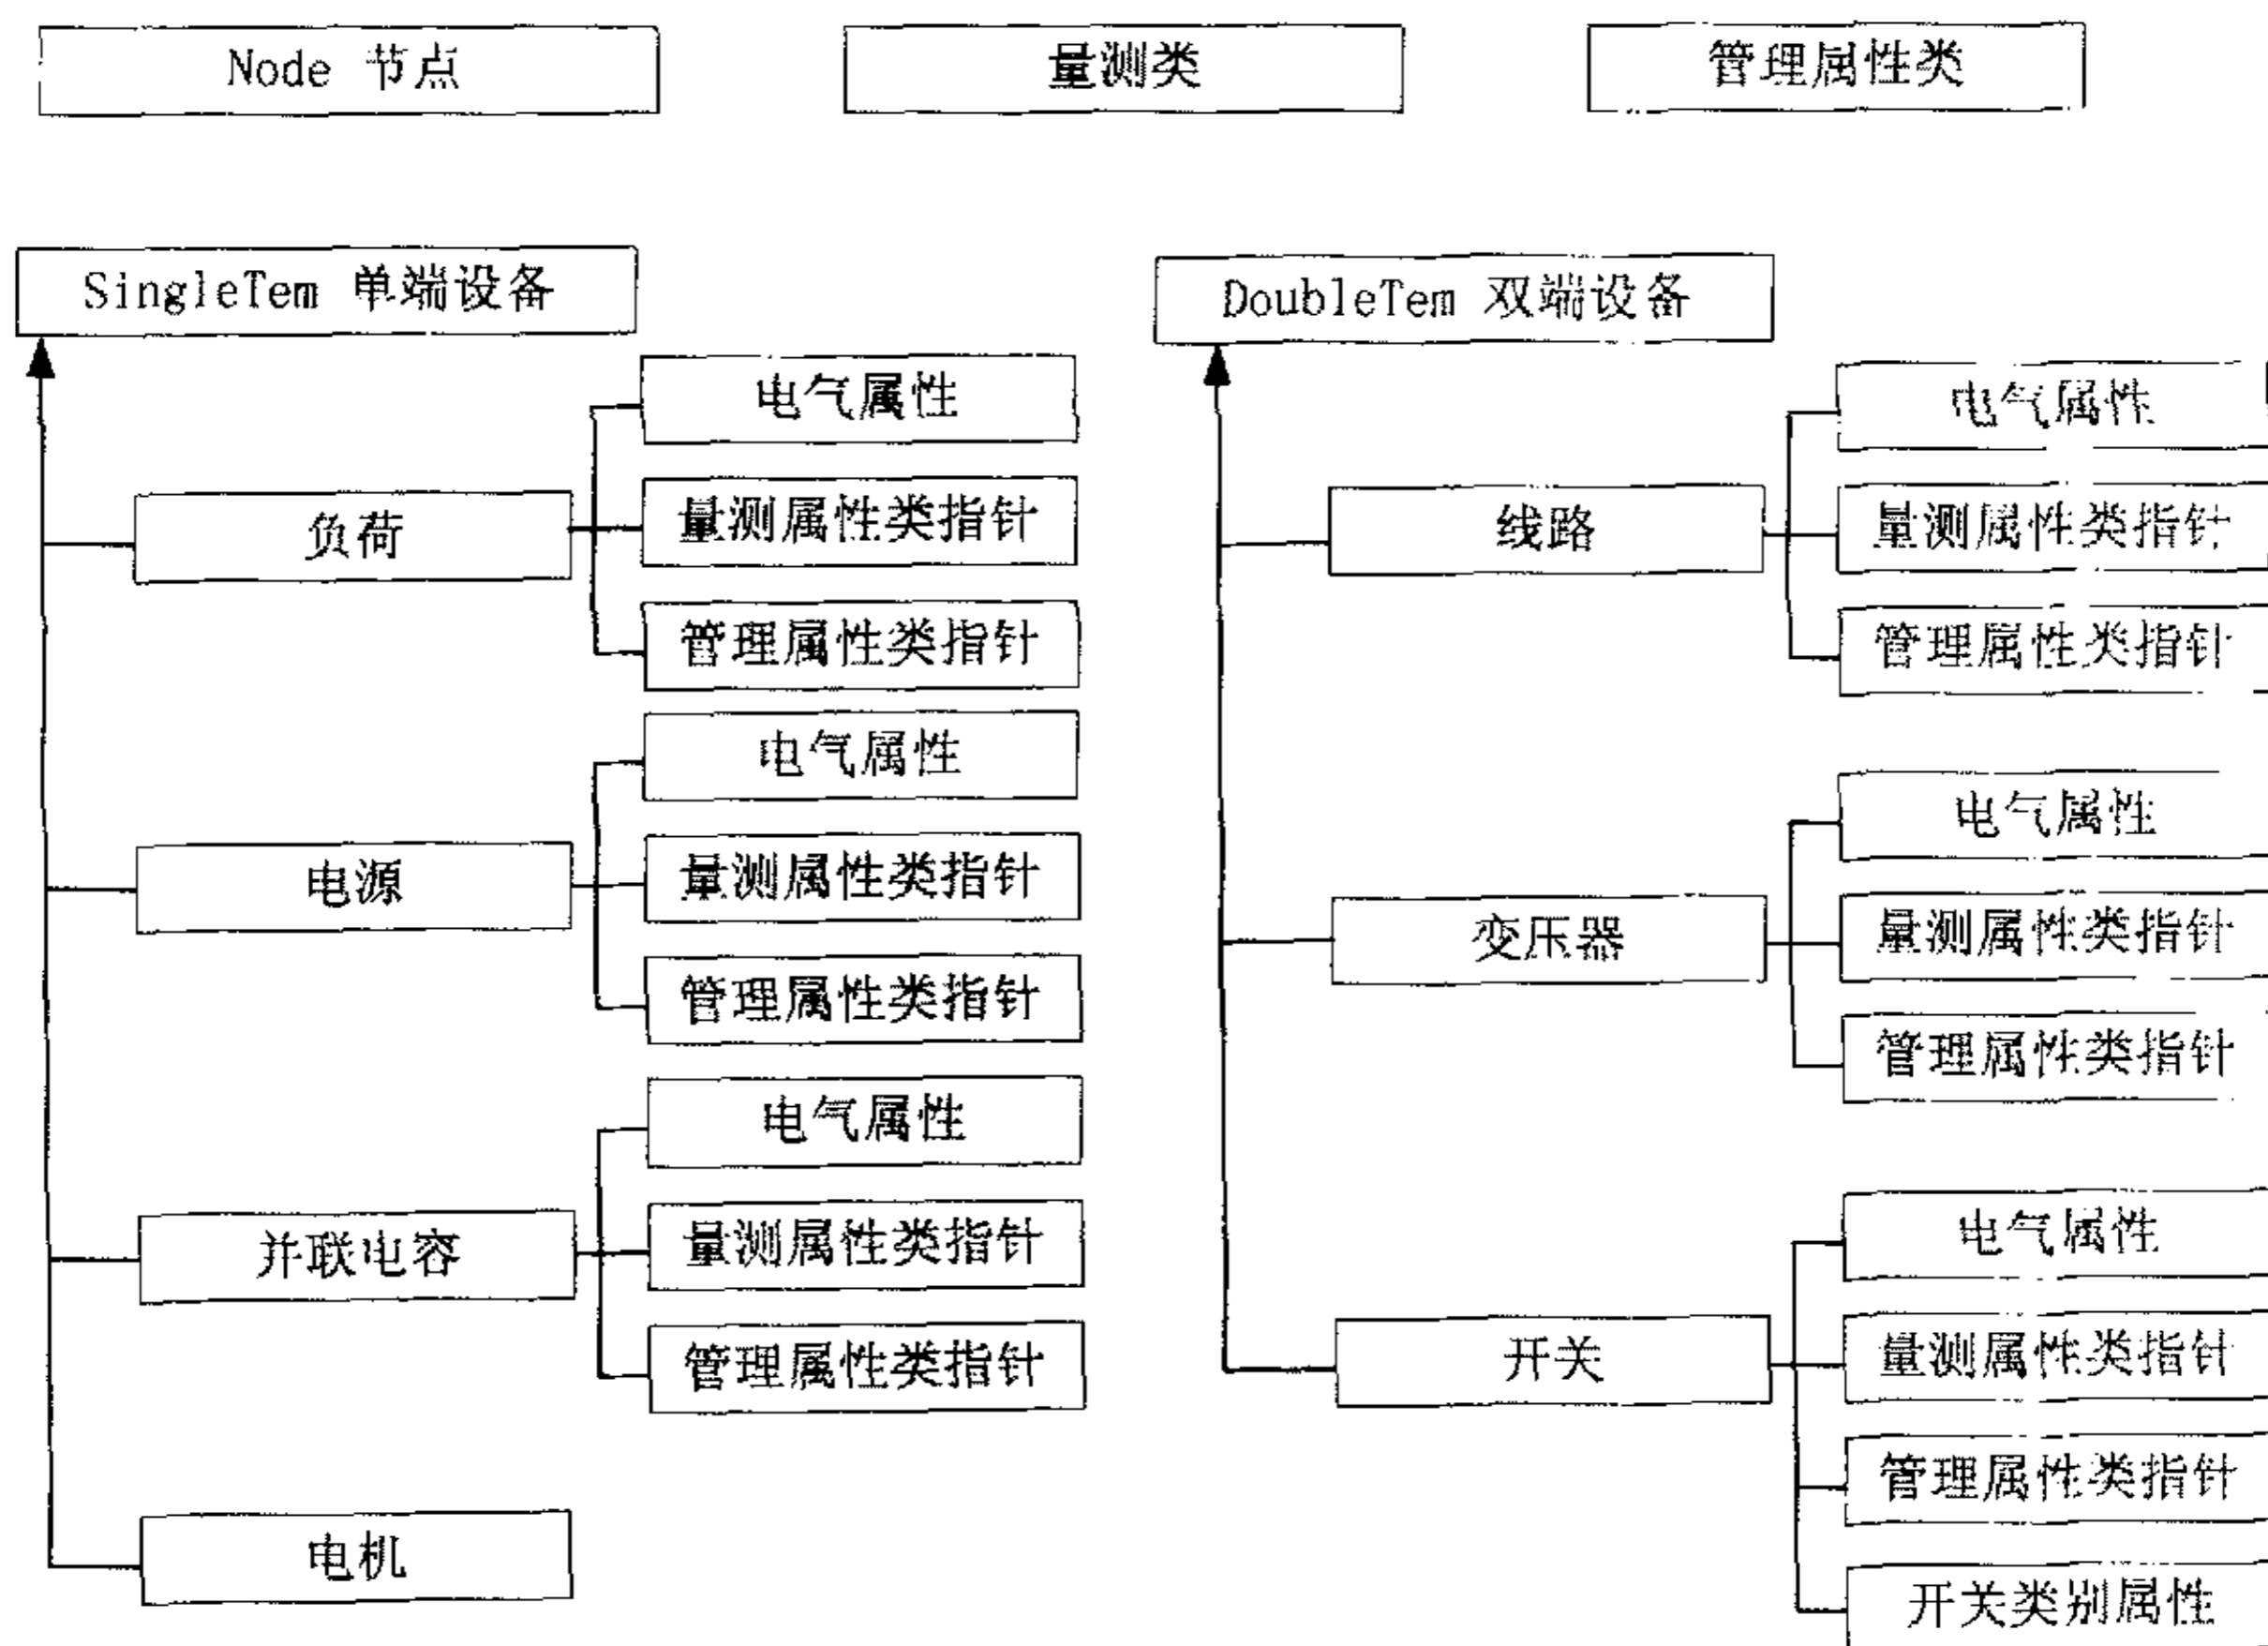 Node 节点
量测类
管理属性类
SingleTem 单端设备
电气属性
负荷
量测属性类指针
管理属性类指针
电气属性
电源
量测属性类指针
管理属性类指针
电气属性
并联电容
量测属性类指针
管理属性类指针
电机
DoubleTem 双端设备
电气属性
线路
量测属性类指针
管理属性类指针
电气属性
变压器
量测属性类指针
管理属性类指针
电气属性
开关
量测属性类指针
管理属性类指针
开关类别属性